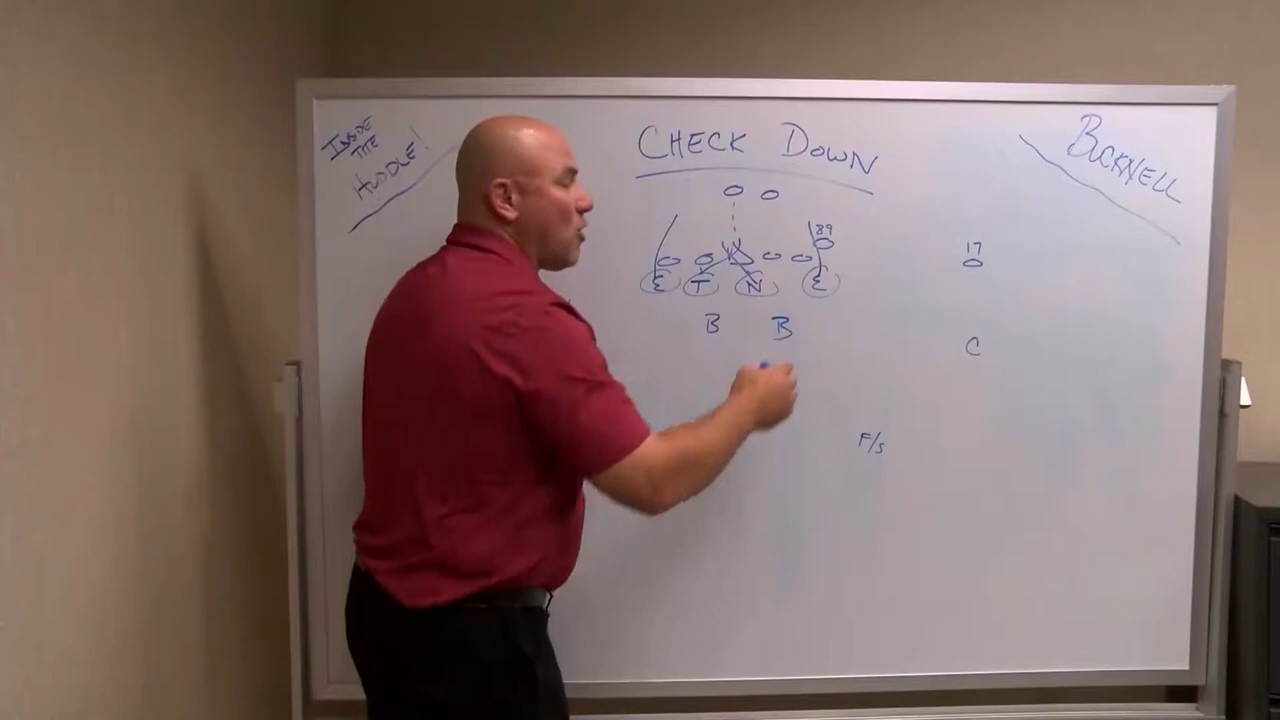 INSIDE
THE
HUDDLE!
CHECK DOWN
BUCKNELL
89
17
E T N E
B B
C
F/S